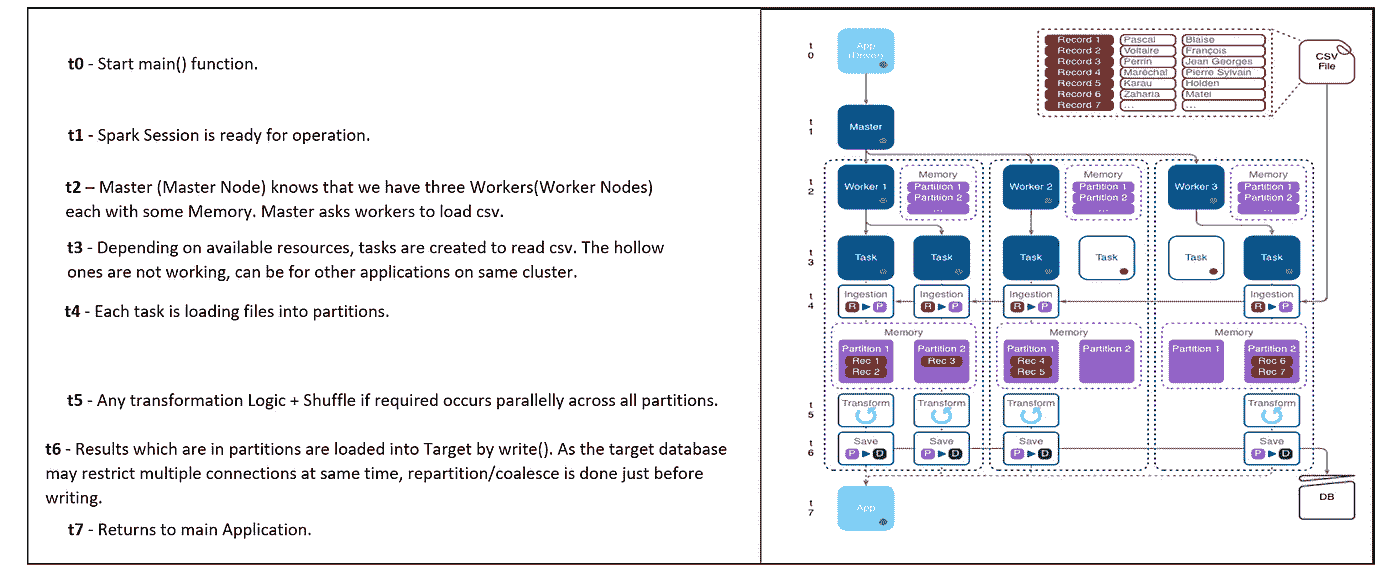 t0 - Start main() function.
t1 - Spark Session is ready for operation.
t2 – Master (Master Node) knows that we have three Workers(Worker Nodes)
each with some Memory. Master asks workers to load csv.
t3 - Depending on available resources, tasks are created to read csv. The hollow
ones are not working, can be for other applications on same cluster.
t4 - Each task is loading files into partitions.
t5 - Any transformation Logic + Shuffle if required occurs parallelly across all partitions.
t6 - Results which are in partitions are loaded into Target by write(). As the target database
may restrict multiple connections at same time, repartition/coalesce is done just before
writing.
t7 - Returns to main Application.
t
0
App
(Driver)
Record 1 Pascal Blaise
Record 2 Voltaire François
Record 3 Perrin Jean Georges
Record 4 Maréchal Pierre Sylvain
Record 5 Karau Holden
Record 6 Zaharia Matei
Record 7 ... ...
CSV
File
t
1
Master
t
2
Worker 1
Memory
Partition 1
Partition 2
...
Worker 2
Memory
Partition 1
Partition 2
...
Worker 3
Memory
Partition 1
Partition 2
...
t
3
Task Task Task Task Task Task
t
4
Ingestion Ingestion Ingestion Ingestion
R P R P R P R P
Memory Memory Memory
Partition 1 Partition 2 Partition 1 Partition 2 Partition 1 Partition 2
Rec 1 Rec 3 Rec 4 Rec 6
Rec 2 Rec 5 Rec 7
t
5
Transform Transform Transform Transform
t
6
Save Save Save Save
P D P D P D P D
t
7
App
DB